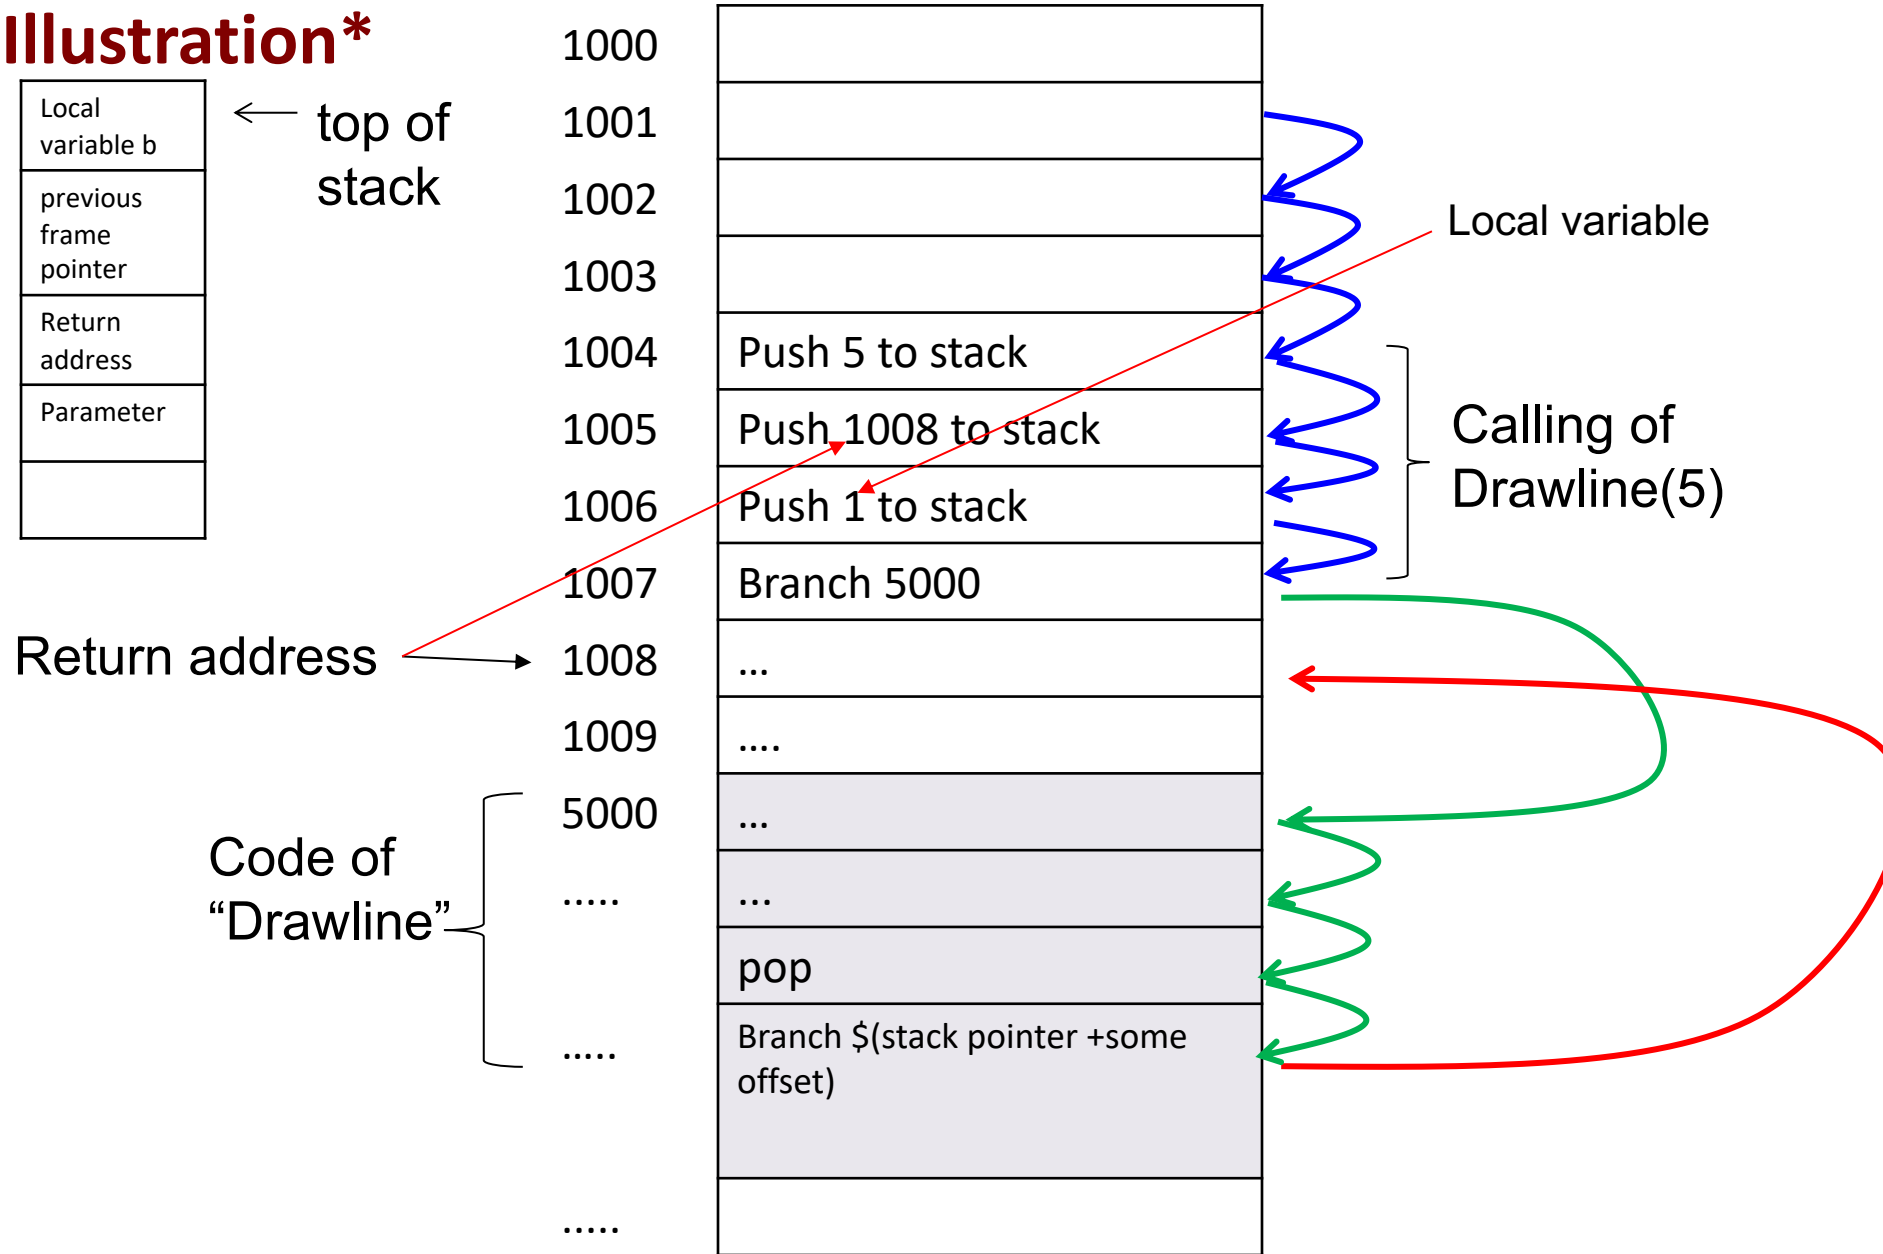 Illustration*
Local
variable b
previous
frame
pointer
Return
address
Parameter
top of
stack
1000
1001
1002
1003
1004 Push 5 to stack
1005 Push 1008 to stack
1006 Push 1 to stack
1007 Branch 5000
1008 ...
1009 ....
5000 ...
..... ...
pop
..... Branch $(stack pointer +some
offset)
.....
Local variable
Calling of
Drawline(5)
Return address
Code of
“Drawline”